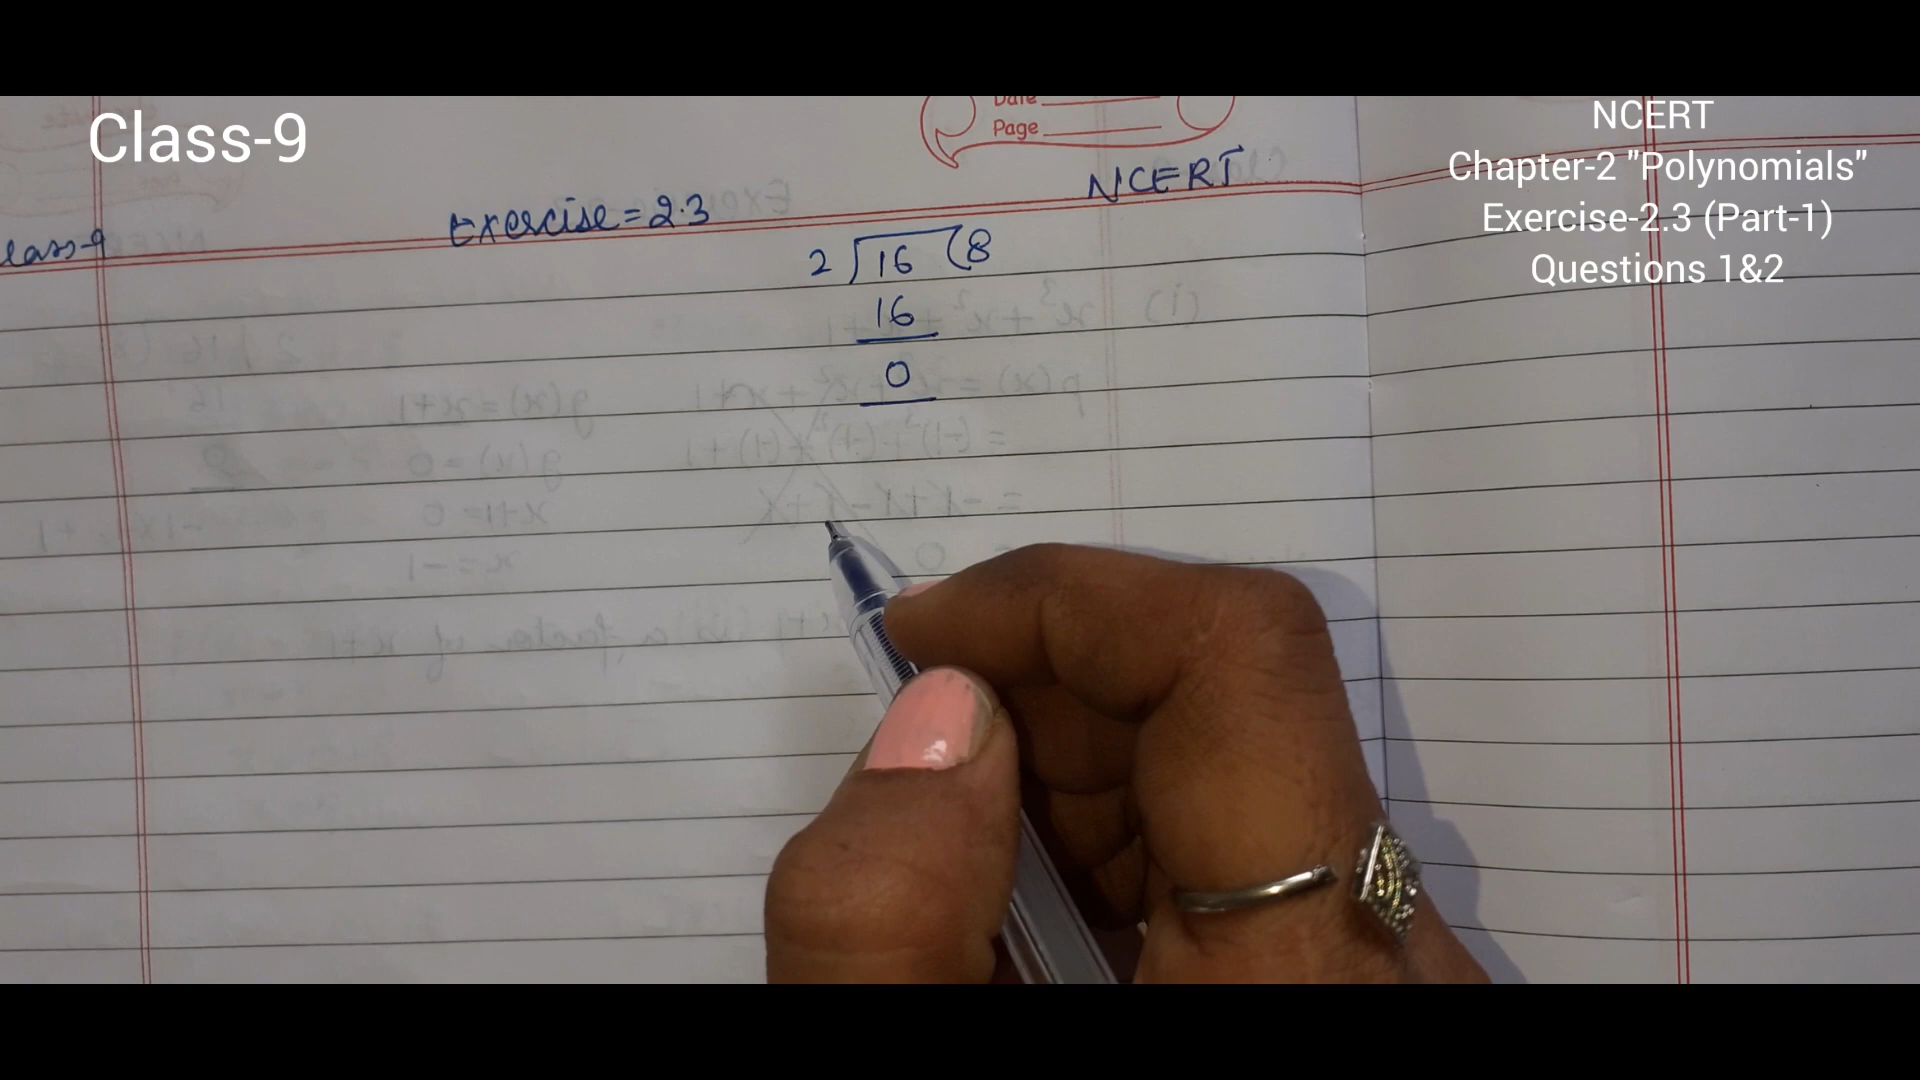 Class-9
NCERT
Chapter-2 "Polynomials"
Exercise-2.3 (Part-1)
Questions 1&2
Date
Page
NCERT
Exercise = 2.3
lass-9
2 ) 16 ( 8
16
0